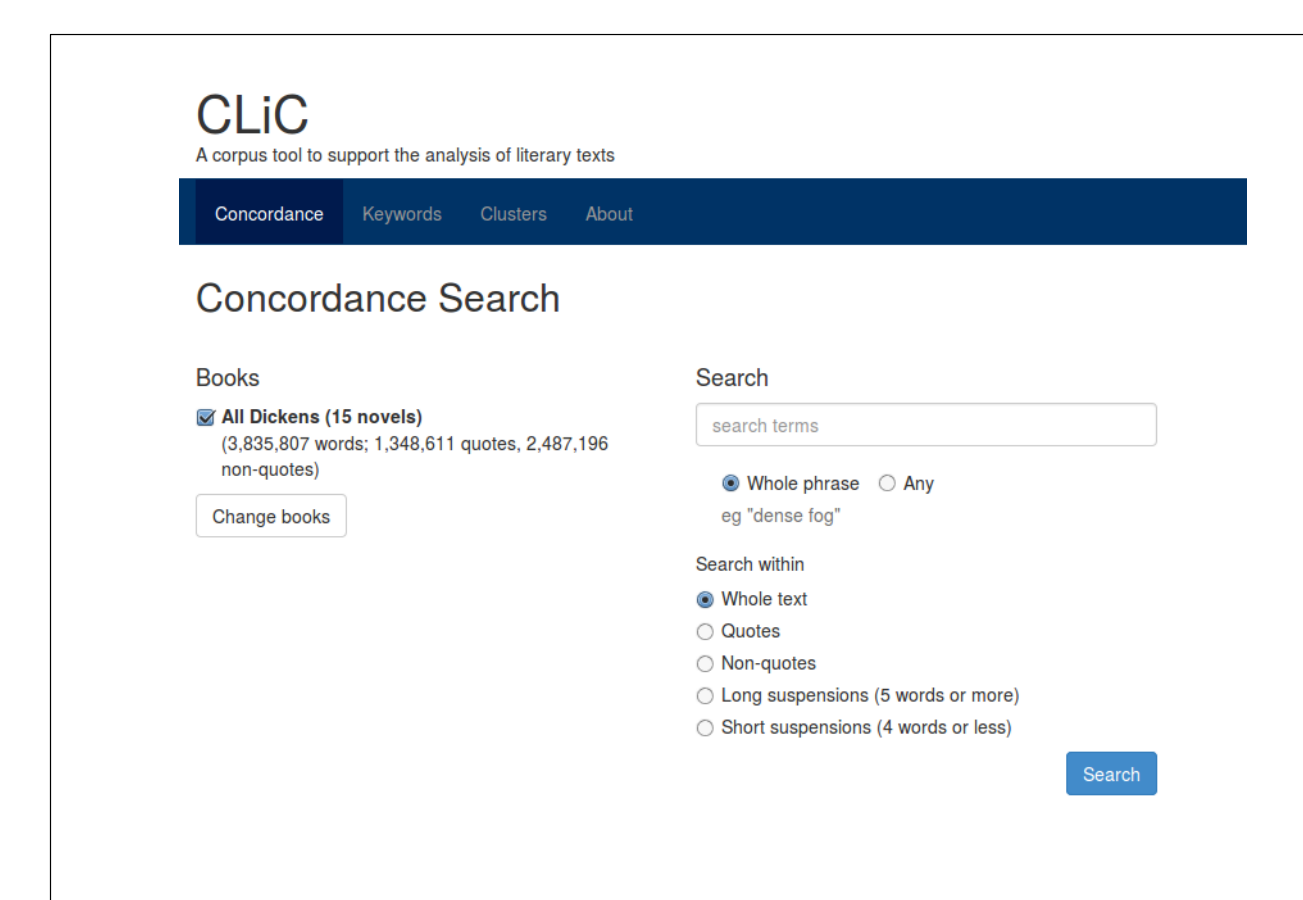 CLiC
A corpus tool to support the analysis of literary texts
Concordance Keywords Clusters About
Concordance Search
Books
All Dickens (15 novels)
(3,835,807 words; 1,348,611 quotes, 2,487,196
non-quotes)
Change books
Search
search terms
Whole phrase Any
eg "dense fog"
Search within
Whole text
Quotes
Non-quotes
Long suspensions (5 words or more)
Short suspensions (4 words or less)
Search